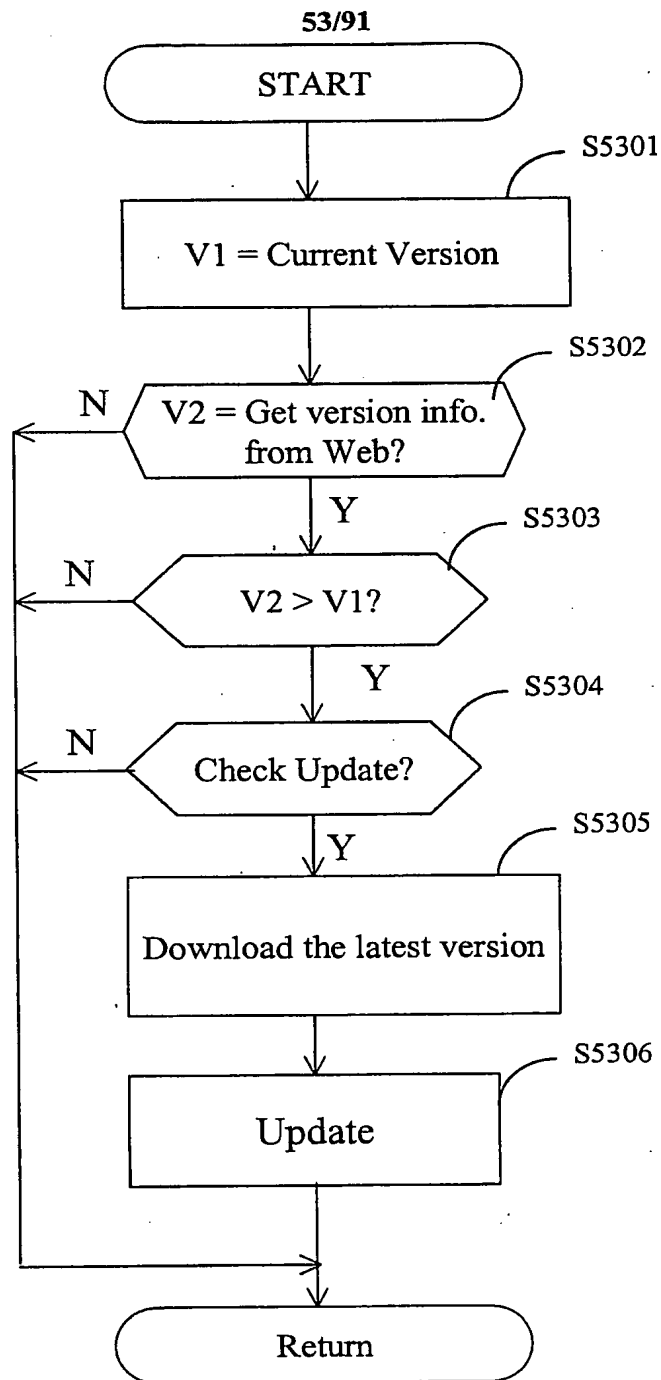 53/91
START
S5301
V1 = Current Version
S5302
N
V2 = Get version info.
from Web?
Y
S5303
N
V2 > V1?
Y
S5304
N
Check Update?
Y
S5305
Download the latest version
S5306
Update
Return